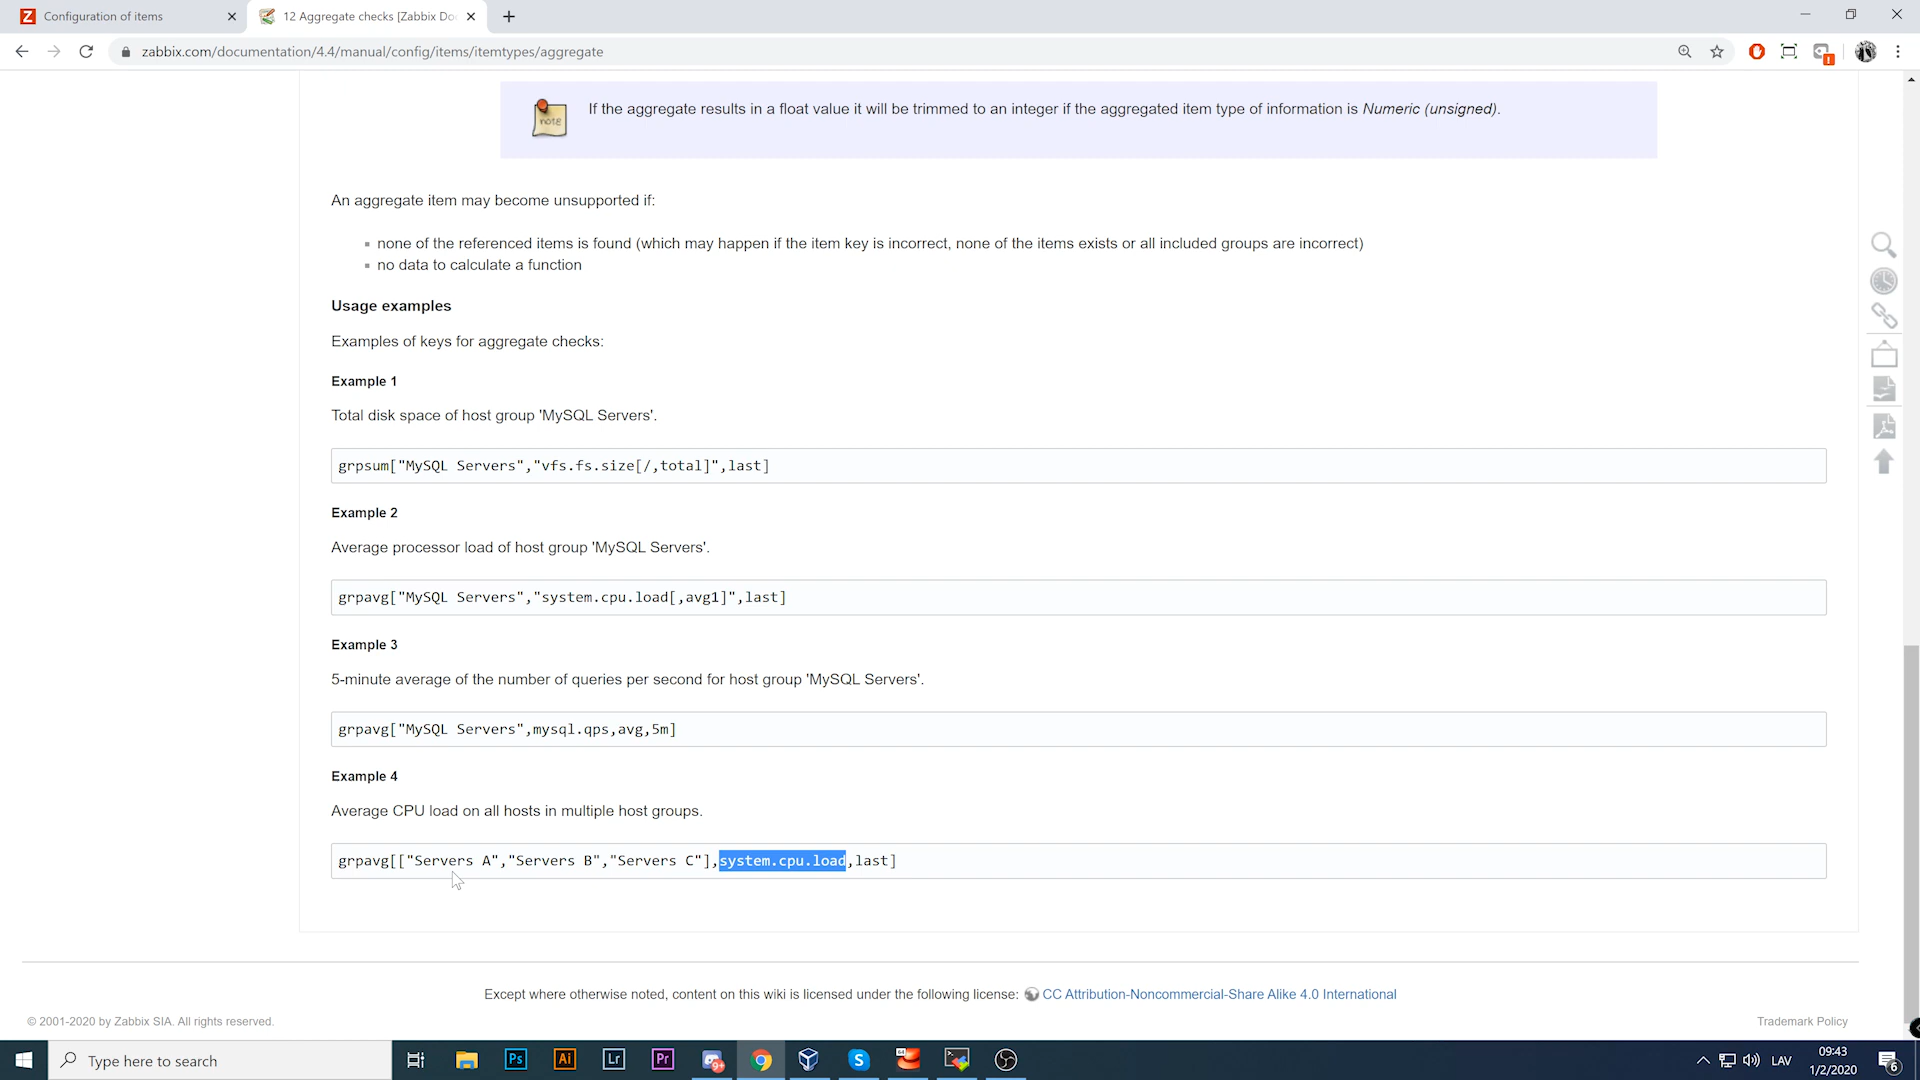 Configuration of items
12 Aggregate checks [Zabbix Do
zabbix.com/documentation/4.4/manual/config/items/itemtypes/aggregate
note
If the aggregate results in a float value it will be trimmed to an integer if the aggregated item type of information is Numeric (unsigned).
An aggregate item may become unsupported if:
none of the referenced items is found (which may happen if the item key is incorrect, none of the items exists or all included groups are incorrect)
no data to calculate a function
Usage examples
Examples of keys for aggregate checks:
Example 1
Total disk space of host group 'MySQL Servers'.
grpsum["MySQL Servers","vfs.fs.size[/,total]",last]
Example 2
Average processor load of host group 'MySQL Servers'.
grpavg["MySQL Servers","system.cpu.load[,avg1]",last]
Example 3
5-minute average of the number of queries per second for host group 'MySQL Servers'.
grpavg["MySQL Servers",mysql.qps,avg,5m]
Example 4
Average CPU load on all hosts in multiple host groups.
grpavg[["Servers A","Servers B","Servers C"],system.cpu.load,last]
Except where otherwise noted, content on this wiki is licensed under the following license: CC Attribution-Noncommercial-Share Alike 4.0 International
© 2001-2020 by Zabbix SIA. All rights reserved.
Trademark Policy
Type here to search
Ps
Ai
Lr
Pr
9+
S
64
LAV
09:43
1/2/2020
6